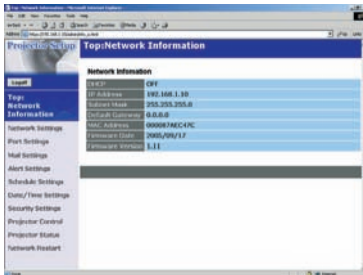 Projector Setup
Top:Network Information
Logoff
Top:
Network
Information
Network Settings
Port Settings
Mail Settings
Alert Settings
Schedule Settings
Date/Time Settings
Security Settings
Projector Control
Projector Status
Network Restart
Network Infomation
DHCP OFF
IP Address 192.168.1.10
Subnet Mask 255.255.255.0
Default Gateway 0.0.0.0
MAC Address 000087AEC47C
Firmware Date 2005/09/17
Firmware Version 1.11